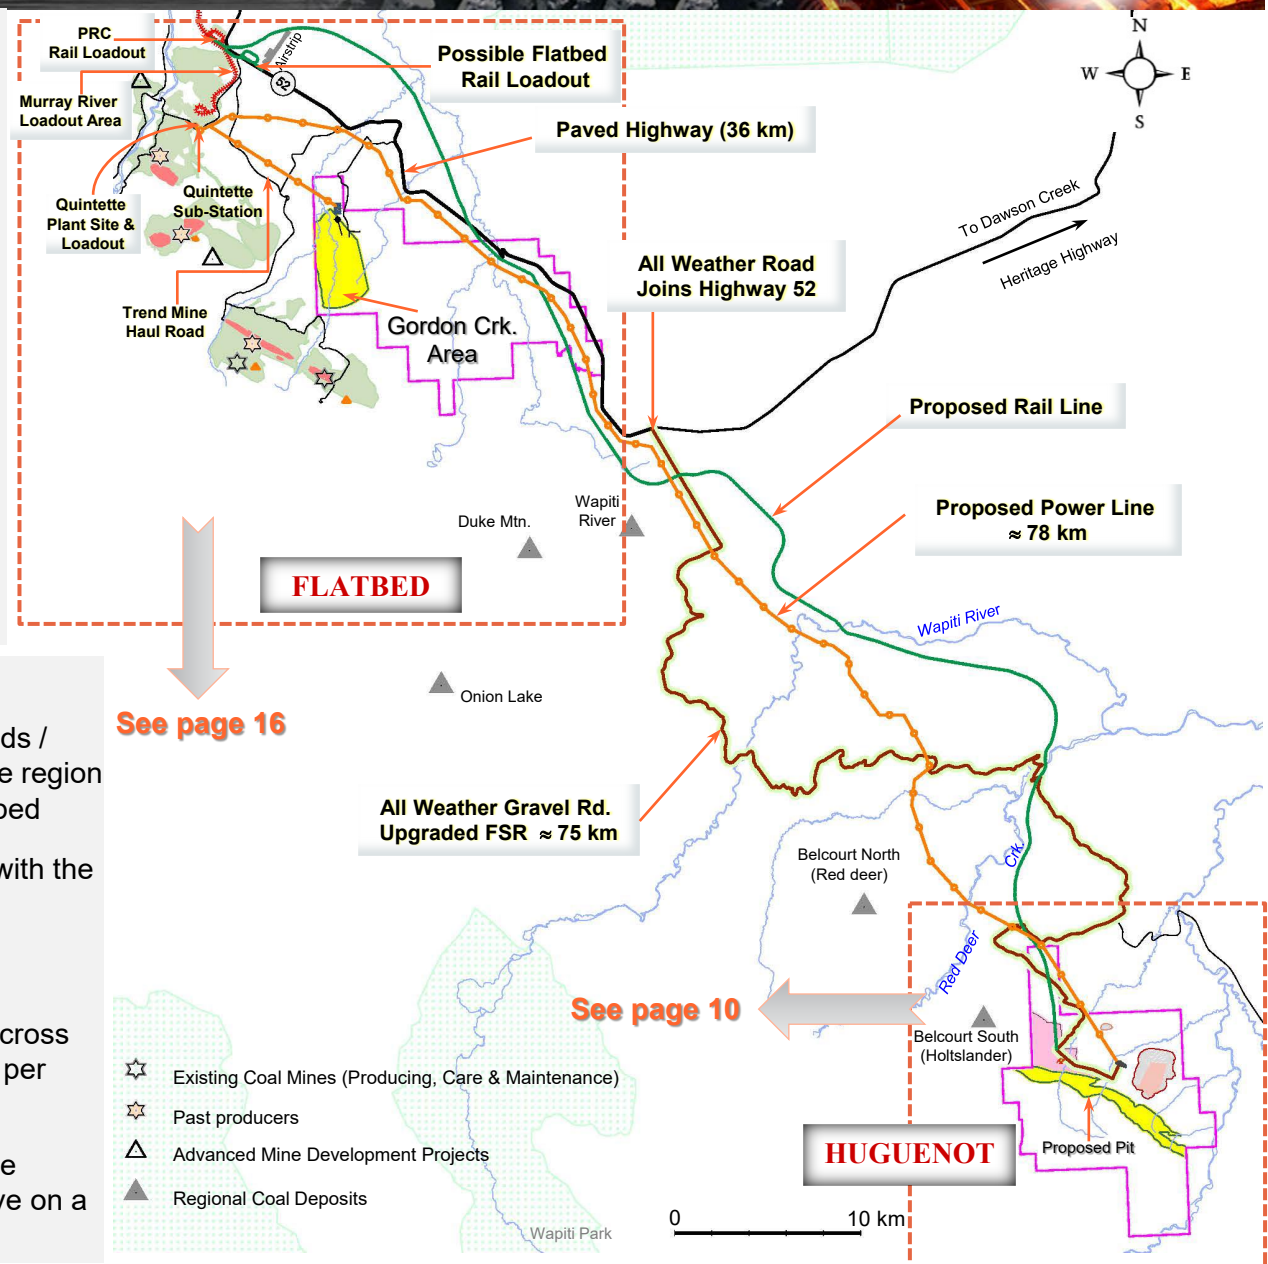 PRC
Rail Loadout
Murray River
Loadout Area
Airstrip
52
Possible Flatbed
Rail Loadout
Paved Highway (36 km)
N
W
E
S
Quintette
Plant Site &
Loadout
Quintette
Sub-Station
Trend Mine
Haul Road
Gordon Crk.
Area
All Weather Road
Joins Highway 52
To Dawson Creek
Heritage Highway
Proposed Rail Line
Proposed Power Line
≈ 78 km
Duke Mtn.
Wapiti
River
FLATBED
Wapiti River
Onion Lake
See page 16
ds /
e region
bed
with the
cross
per
e
ve on a
All Weather Gravel Rd.
Upgraded FSR ≈ 75 km
Belcourt North
(Red deer)
Red Deer
Crk.
See page 10
Belcourt South
(Holtslander)
Proposed Pit
HUGUENOT
Existing Coal Mines (Producing, Care & Maintenance)
Past producers
Advanced Mine Development Projects
Regional Coal Deposits
Wapiti Park
0
10 km